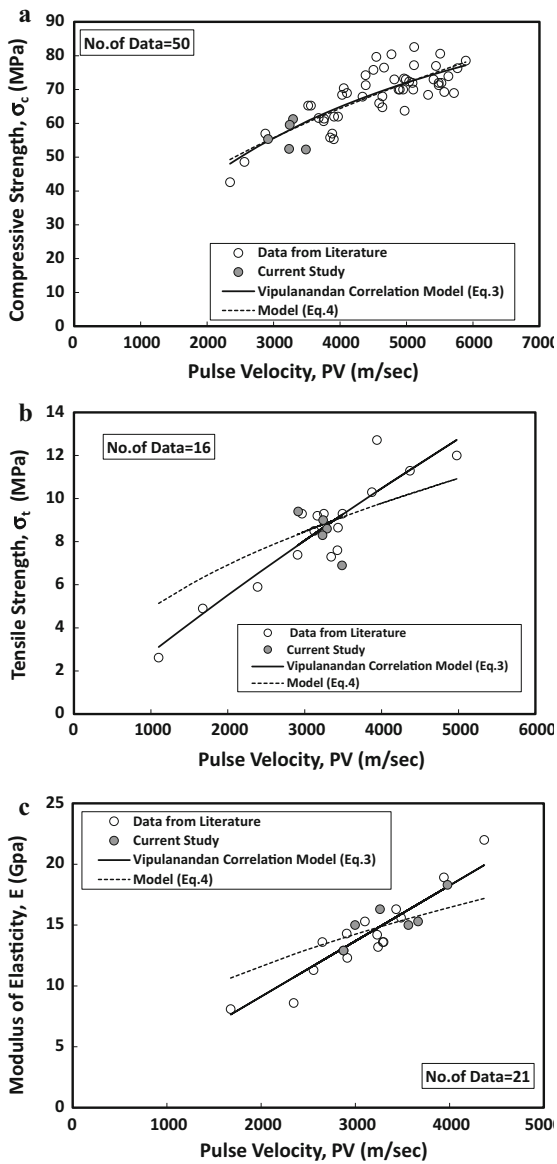 a
No.of Data=50
Compressive Strength, σc (MPa)
90
80
70
60
50
40
30
20
10
0
Data from Literature
Current Study
Vipulanandan Correlation Model (Eq.3)
Model (Eq.4)
0 1000 2000 3000 4000 5000 6000 7000
Pulse Velocity, PV (m/sec)
b
No.of Data=16
Tensile Strength, σt (MPa)
14
12
10
8
6
4
2
0
Data from Literature
Current Study
Vipulanandan Correlation Model (Eq.3)
Model (Eq.4)
0 1000 2000 3000 4000 5000 6000
Pulse Velocity, PV (m/sec)
c
Modulus of Elasticity, E (Gpa)
25
20
15
10
5
0
Data from Literature
Current Study
Vipulanandan Correlation Model (Eq.3)
Model (Eq.4)
No.of Data=21
0 1000 2000 3000 4000
Pulse Velocity, PV (m/sec)